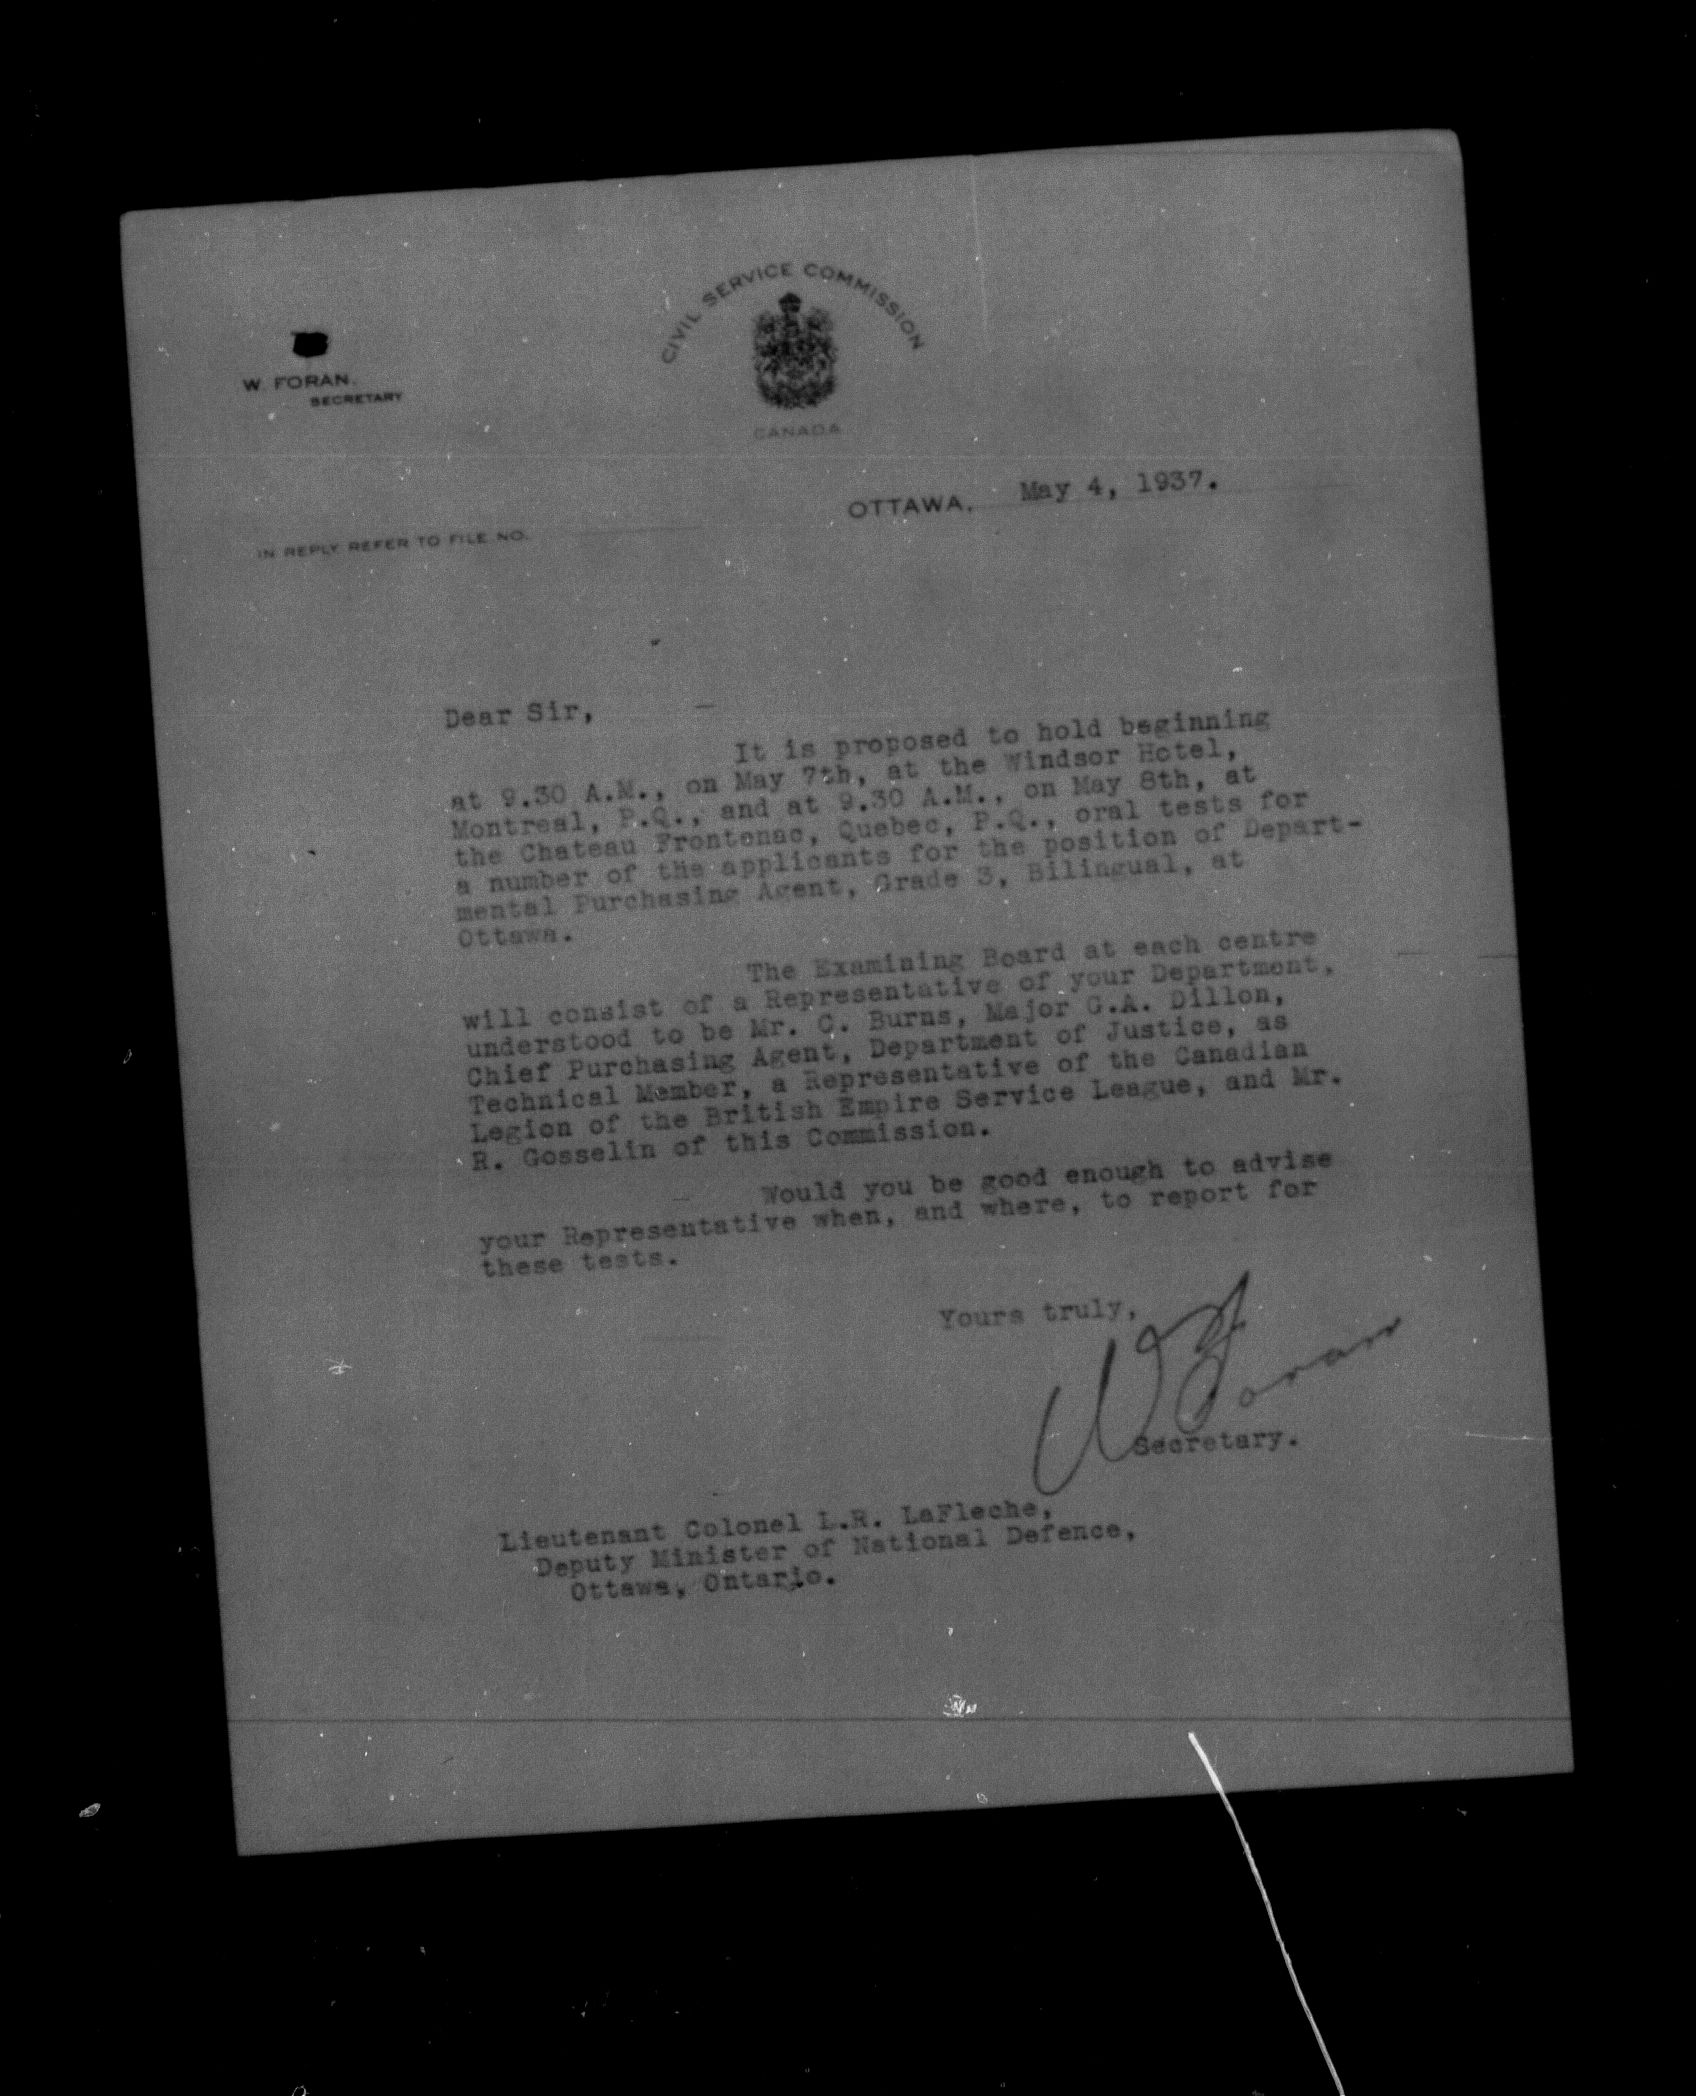 CIVIL SERVICE COMMISSION
CANADA
W. FORAN.
SECRETARY
OTTAWA, May 4, 1937.
IN REPLY REFER TO FILE NO.
Dear Sir,
It is proposed to hold beginning
at 9.30 A.M., on May 7th, at the Windsor Hotel,
Montreal, P.Q., and at 9.30 A.M., on May 8th, at
the Chateau Frontenac, Quebec, P.Q., oral tests for
a number of the applicants for the position of Depart-
mental Purchasing Agent, Grade 3, Bilingual, at
Ottawa.
The Examining Board at each centre
will consist of a Representative of your Department,
understood to be Mr. C. Burns, Major G.A. Dillon,
Chief Purchasing Agent, Department of Justice, as
Technical Member, a Representative of the Canadian
Legion of the British Empire Service League, and Mr.
R. Gosselin of this Commission.
Would you be good enough to advise
your Representative when, and where, to report for
these tests.
Yours truly,
W Foran
Secretary.
Lieutenant Colonel L.R. LaFleche,
Deputy Minister of National Defence,
Ottawa, Ontario.